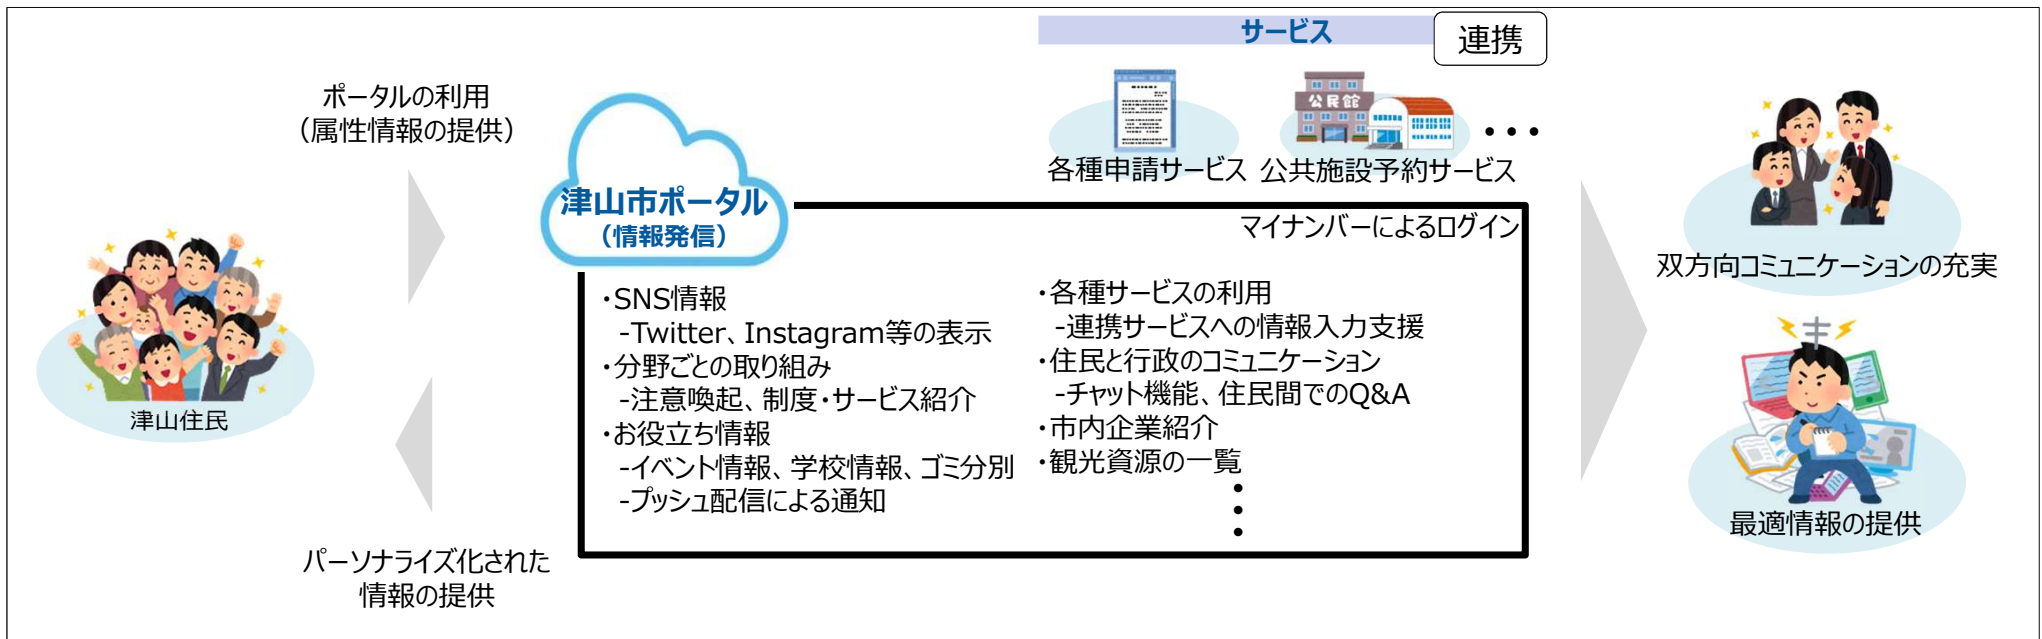 サービス
連携
ポータルの利用
（属性情報の提供）
公民館
各種申請サービス
公共施設予約サービス
・・・
津山市ポータル
（情報発信）
マイナンバーによるログイン
津山住民
・SNS情報
-Twitter、Instagram等の表示
・分野ごとの取り組み
-注意喚起、制度・サービス紹介
・お役立ち情報
-イベント情報、学校情報、ゴミ分別
-プッシュ配信による通知
・各種サービスの利用
-連携サービスへの情報入力支援
・住民と行政のコミュニケーション
-チャット機能、住民間でのQ&A
・市内企業紹介
・観光資源の一覧
パーソナライズ化された
情報の提供
双方向コミュニケーションの充実
最適情報の提供